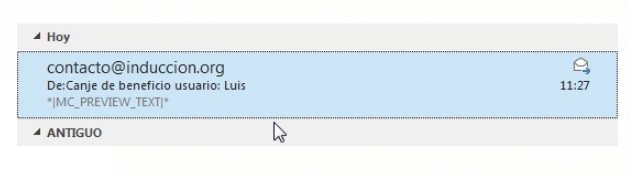 Hoy
contacto@induccion.org
De:Canje de beneficio usuario: Luis 11:27
*|MC_PREVIEW_TEXT|*
ANTIGUO